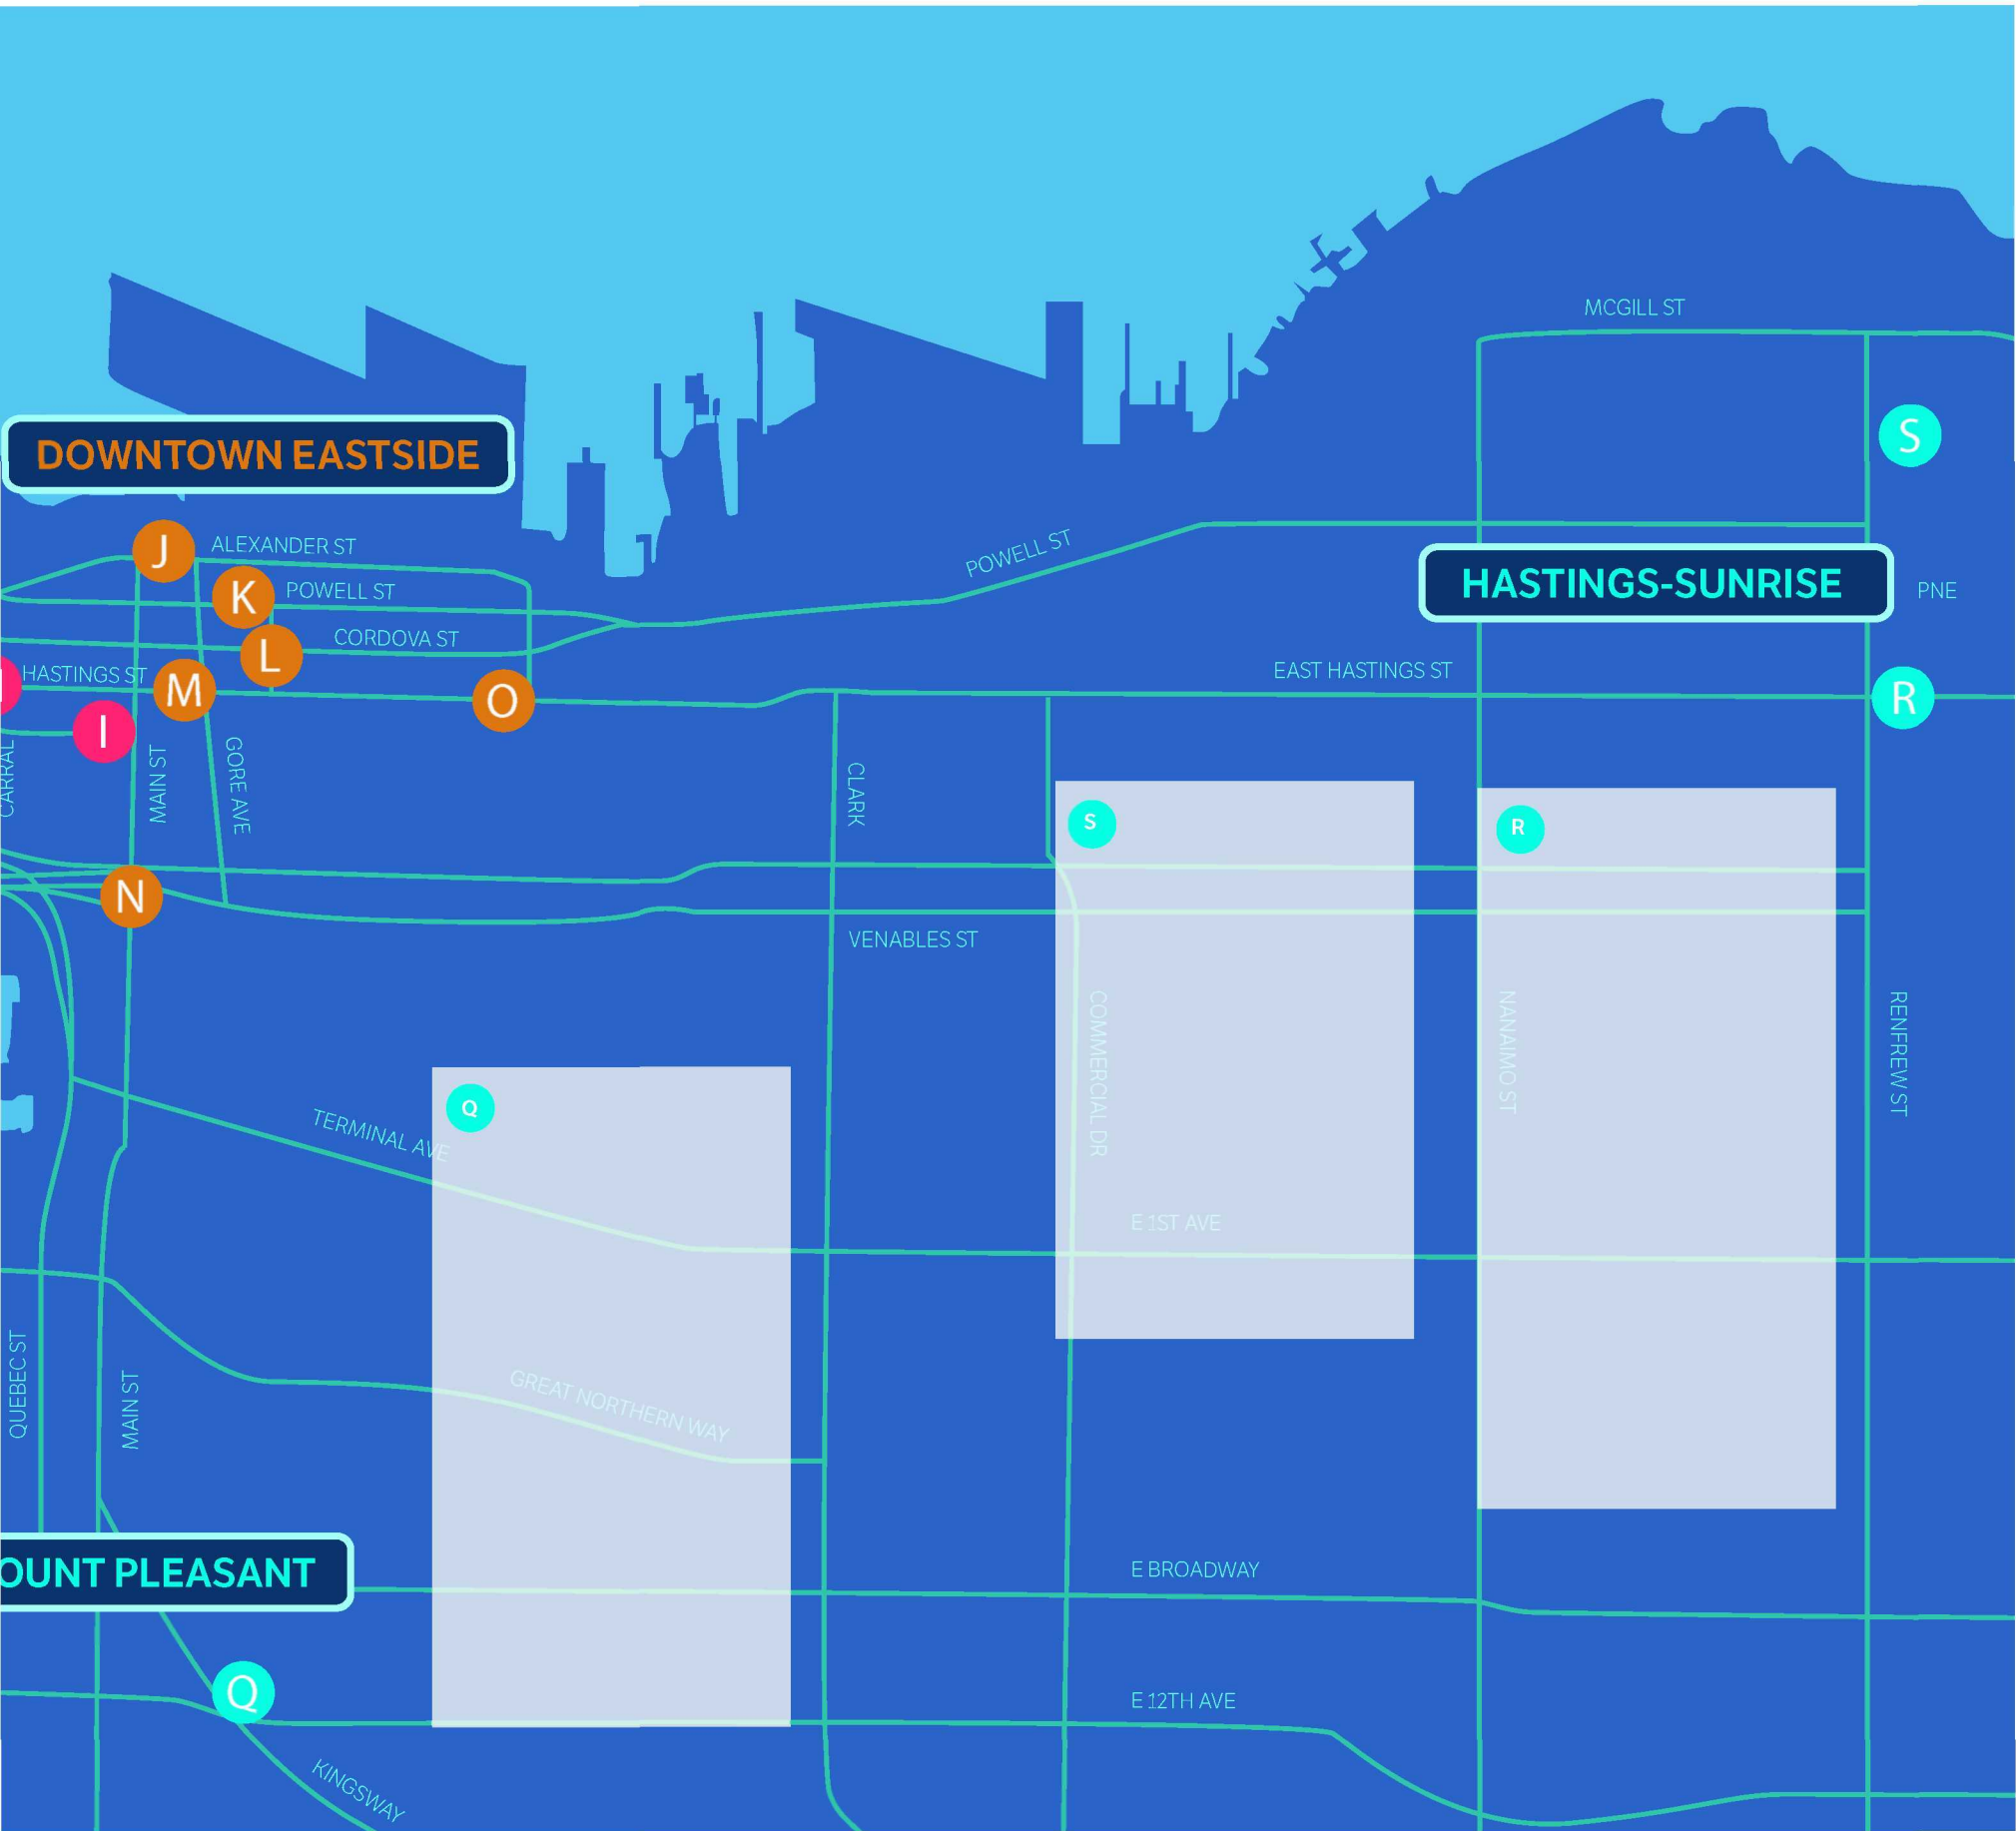 MCGILL ST
S
DOWNTOWN EASTSIDE
J
ALEXANDER ST
POWELL ST
HASTINGS-SUNRISE
PNE
K
POWELL ST
L
CORDOVA ST
HASTINGS ST
M
O
EAST HASTINGS ST
R
I
CARRAL
MAIN ST
GORE AVE
CLARK
S
R
N
VENABLES ST
COMMERCIAL DR
NANAIMO ST
RENFREW ST
Q
TERMINAL AVE
E 1ST AVE
QUEBEC ST
MAIN ST
GREAT NORTHERN WAY
OUNT PLEASANT
E BROADWAY
Q
E 12TH AVE
KINGSWAY